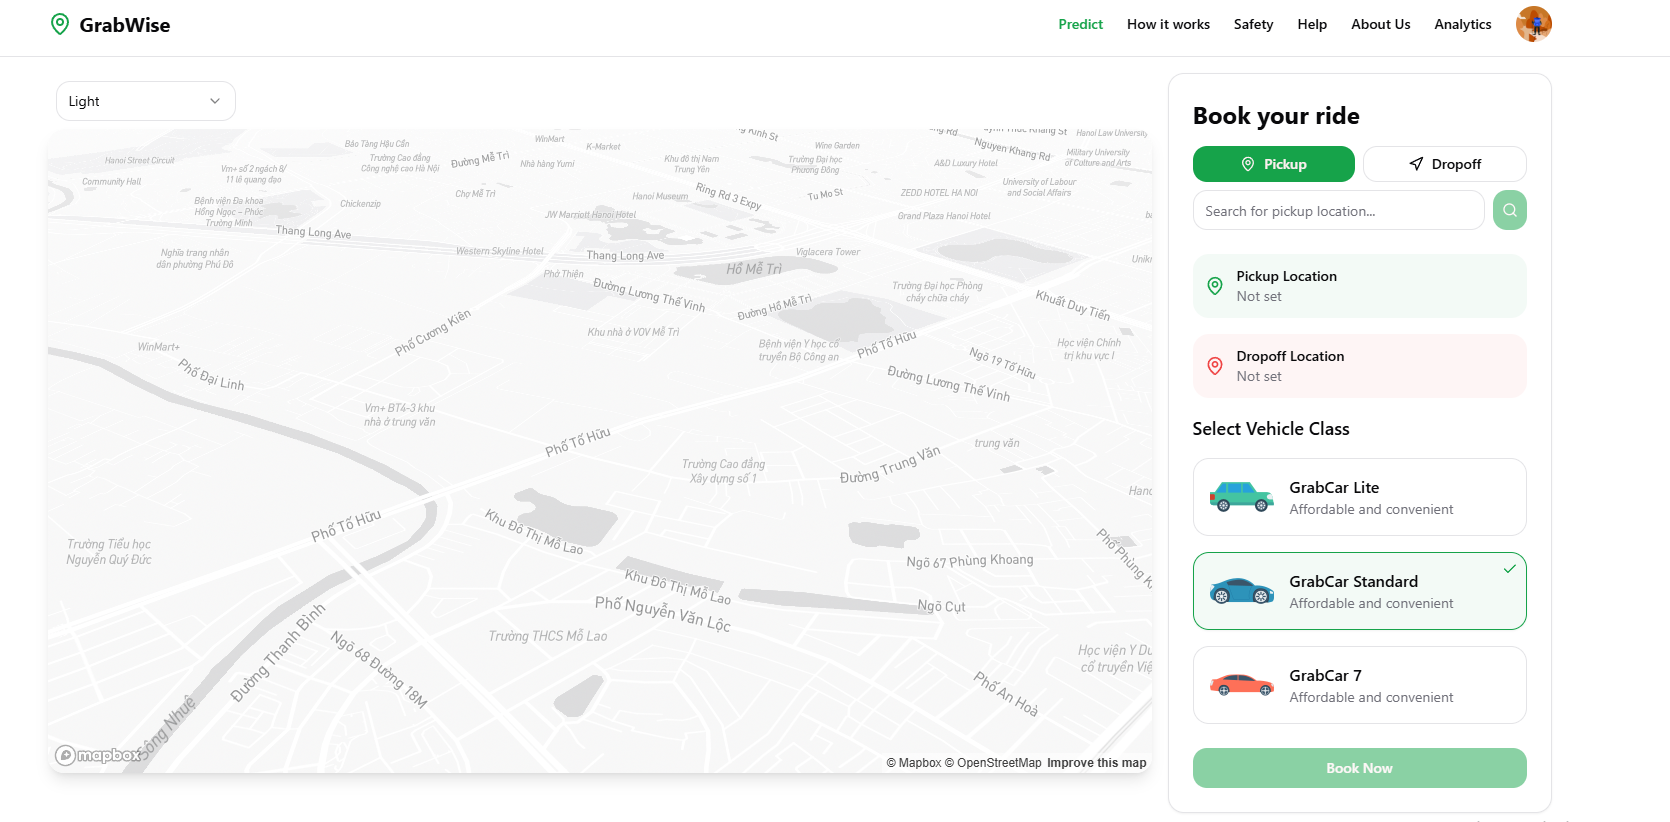 GrabWise
Predict
How it works
Safety
Help
About Us
Analytics
Light
WinMart
K-Market
Wine Garden
Hanoi Law University
Bảo Tàng Hậu Cần
Hanoi Street Circuit
Trường Cao đẳng
Công nghệ cao Hà Nội
Đường Mễ Trì
Nhà hàng Yumi
Khu đô thị Nam
Trung Yên
Trường Đại học
Phương Đông
Nguyen Khang Rd
A&D Luxury Hotel
Military University
of Culture and Arts
Vm+ số 2 ngách 8/
11 lê quang đạo
Community Hall
Chợ Mễ Trì
Hanoi Museum
Ring Rd 3 Expy
Tu Mo St
ZEDD HOTEL HA NOI
University of Labour
and Social Affairs
Bệnh viện Đa khoa
Hồng Ngọc – Phúc
Trường Minh
Chickenzip
JW Marriott Hanoi Hotel
Grand Plaza Hanoi Hotel
Thang Long Ave
Nghĩa trang nhân
dân phường Phú Đô
Western Skyline Hotel
Thang Long Ave
Viglacera Tower
Phở Thiện
Hồ Mễ Trì
Đường Lương Thế Vinh
Đường Hồ Mễ Trì
Trường Đại học Phòng
cháy chữa cháy
Khuất Duy Tiến
Phố Cương Kiên
Khu nhà ở VOV Mễ Trì
Bệnh viện Y học cổ
truyền Bộ Công an
Phố Tố Hữu
Ngõ 19 Tố Hữu
Học viện Chính
trị khu vực I
WinMart+
Phố Đại Linh
Đường Lương Thế Vinh
Vm+ BT4-3 khu
nhà ở trung văn
Phố Tố Hữu
trung văn
Trường Cao đẳng
Xây dựng số 1
Đường Trung Văn
Phố Tố Hữu
Khu Đô Thị Mỗ Lao
Trường Tiểu học
Nguyễn Quý Đức
Ngõ 67 Phùng Khoang
Khu Đô Thị Mỗ Lao
Ngõ Cụt
Phố Nguyễn Văn Lộc
Trường THCS Mỗ Lao
Đường Thanh Bình
Ngõ 68 Đường 18M
Học viện Y
cổ truyền
Phố An Hoà
Sông Nhuệ
mapbox
© Mapbox © OpenStreetMap Improve this map
Book your ride
Pickup
Dropoff
Search for pickup location...
Pickup Location
Not set
Dropoff Location
Not set
Select Vehicle Class
GrabCar Lite
Affordable and convenient
GrabCar Standard
Affordable and convenient
GrabCar 7
Affordable and convenient
Book Now